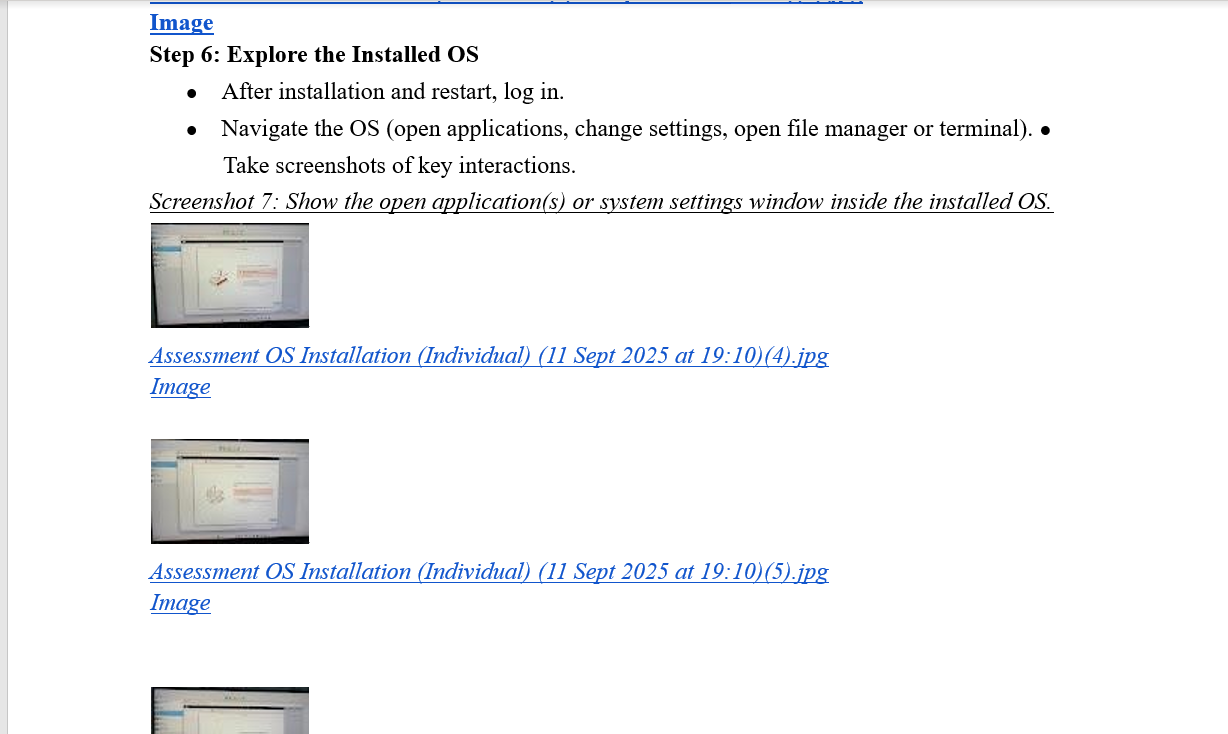 Image
Step 6: Explore the Installed OS
● After installation and restart, log in.
● Navigate the OS (open applications, change settings, open file manager or terminal). ●
Take screenshots of key interactions.
Screenshot 7: Show the open application(s) or system settings window inside the installed OS.
Assessment OS Installation (Individual) (11 Sept 2025 at 19:10)(4).jpg
Image
Assessment OS Installation (Individual) (11 Sept 2025 at 19:10)(5).jpg
Image